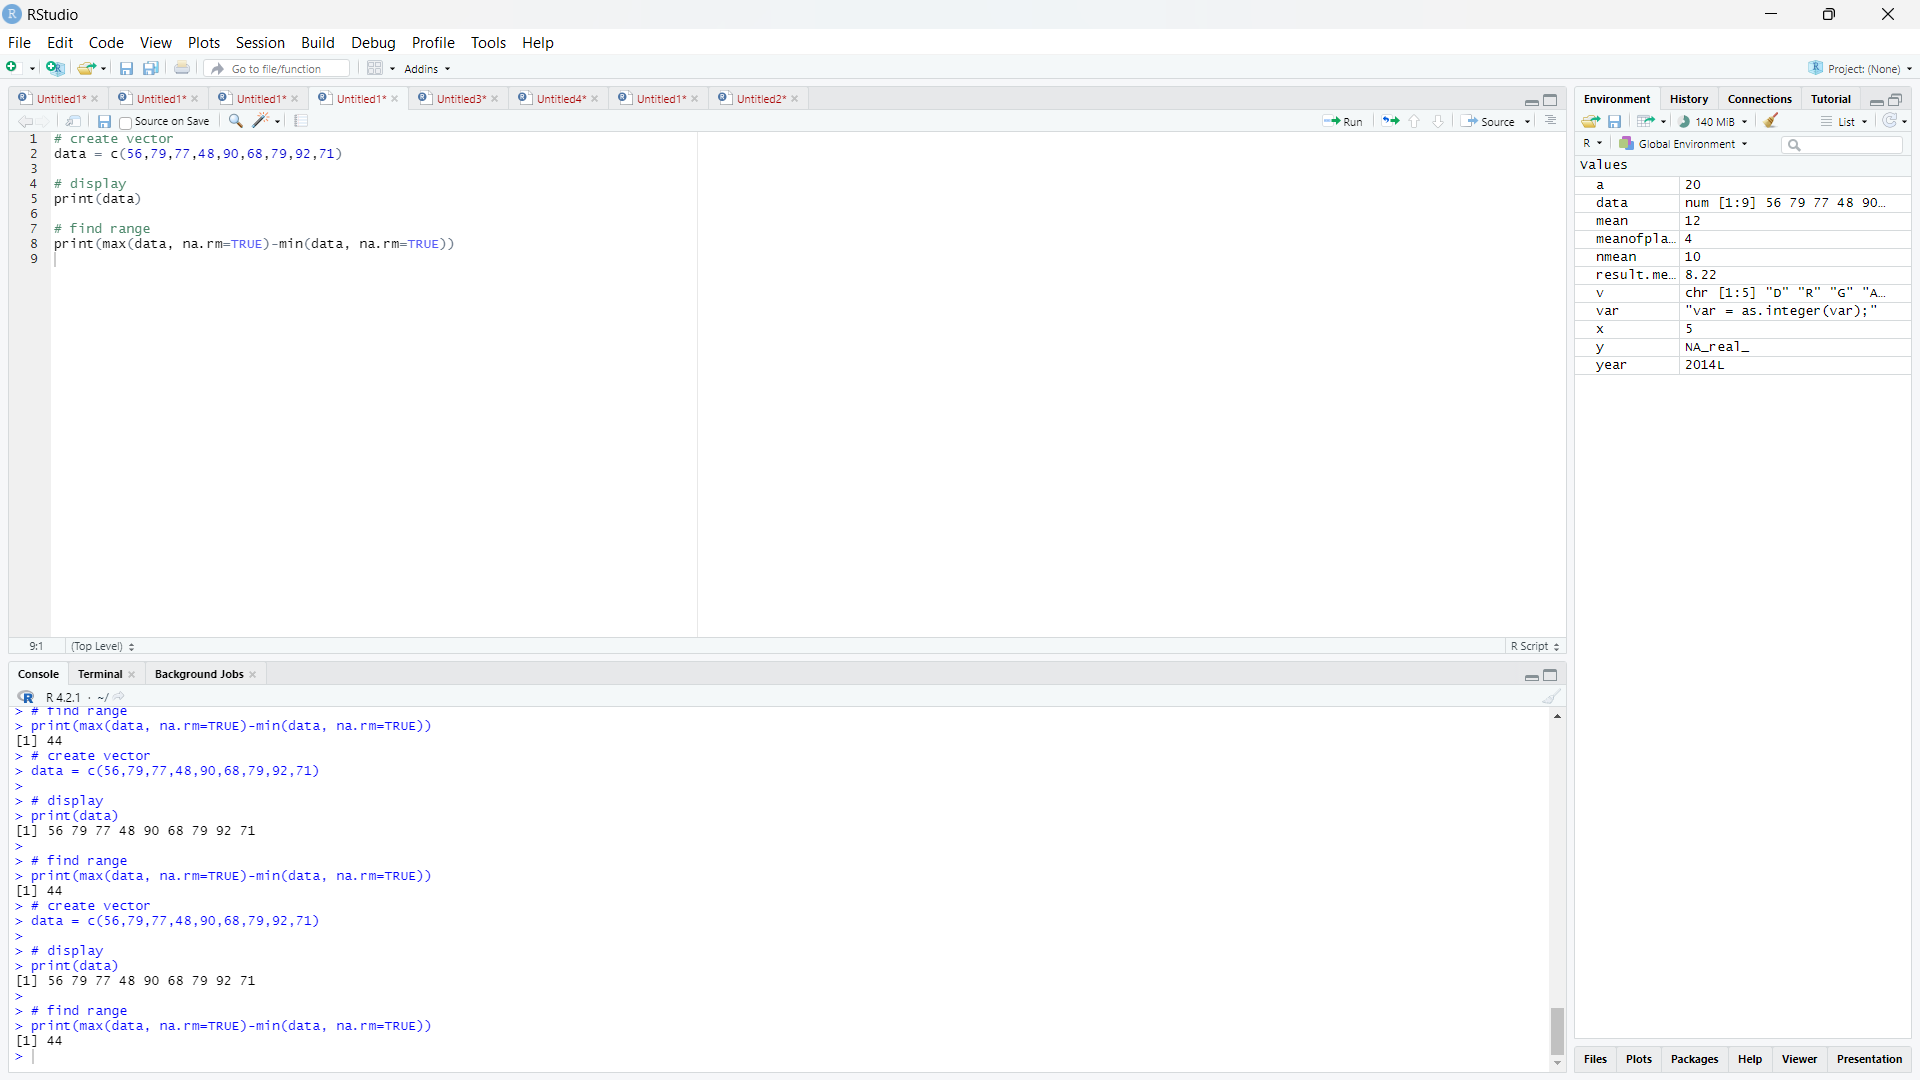 RStudio
File Edit Code View Plots Session Build Debug Profile Tools Help
Go to file/function Addins Project: (None)
Untitled1* Untitled1* Untitled1* Untitled1* Untitled3* Untitled4* Untitled1* Untitled2*
Source on Save Run Source
1 # create vector
2 data = c(56,79,77,48,90,68,79,92,71)
3
4 # display
5 print(data)
6
7 # find range
8 print(max(data, na.rm=TRUE)-min(data, na.rm=TRUE))
9
9:1 (Top Level) R Script
Console Terminal Background Jobs
R 4.2.1 · ~/
> # find range
> print(max(data, na.rm=TRUE)-min(data, na.rm=TRUE))
[1] 44
> # create vector
> data = c(56,79,77,48,90,68,79,92,71)
>
> # display
> print(data)
[1] 56 79 77 48 90 68 79 92 71
>
> # find range
> print(max(data, na.rm=TRUE)-min(data, na.rm=TRUE))
[1] 44
> # create vector
> data = c(56,79,77,48,90,68,79,92,71)
>
> # display
> print(data)
[1] 56 79 77 48 90 68 79 92 71
>
> # find range
> print(max(data, na.rm=TRUE)-min(data, na.rm=TRUE))
[1] 44
>
Environment History Connections Tutorial
140 MiB List
R Global Environment
Values
a 20
data num [1:9] 56 79 77 48 90…
mean 12
meanofpla… 4
nmean 10
result.me… 8.22
v chr [1:5] "D" "R" "G" "A…
var "var = as.integer(var);"
x 5
y NA_real_
year 2014L
Files Plots Packages Help Viewer Presentation